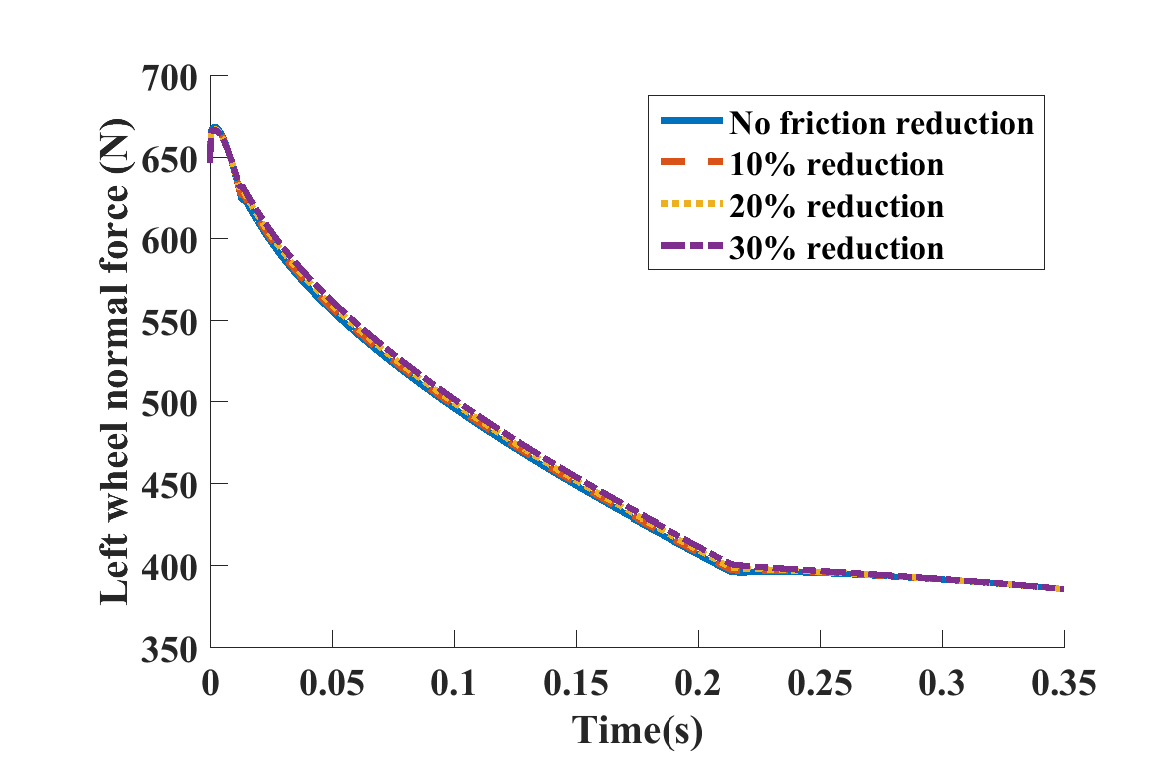 Left wheel normal force (N)
700
650
600
550
500
450
400
350
No friction reduction
10% reduction
20% reduction
30% reduction
0 0.05 0.1 0.15 0.2 0.25 0.3 0.35
Time(s)